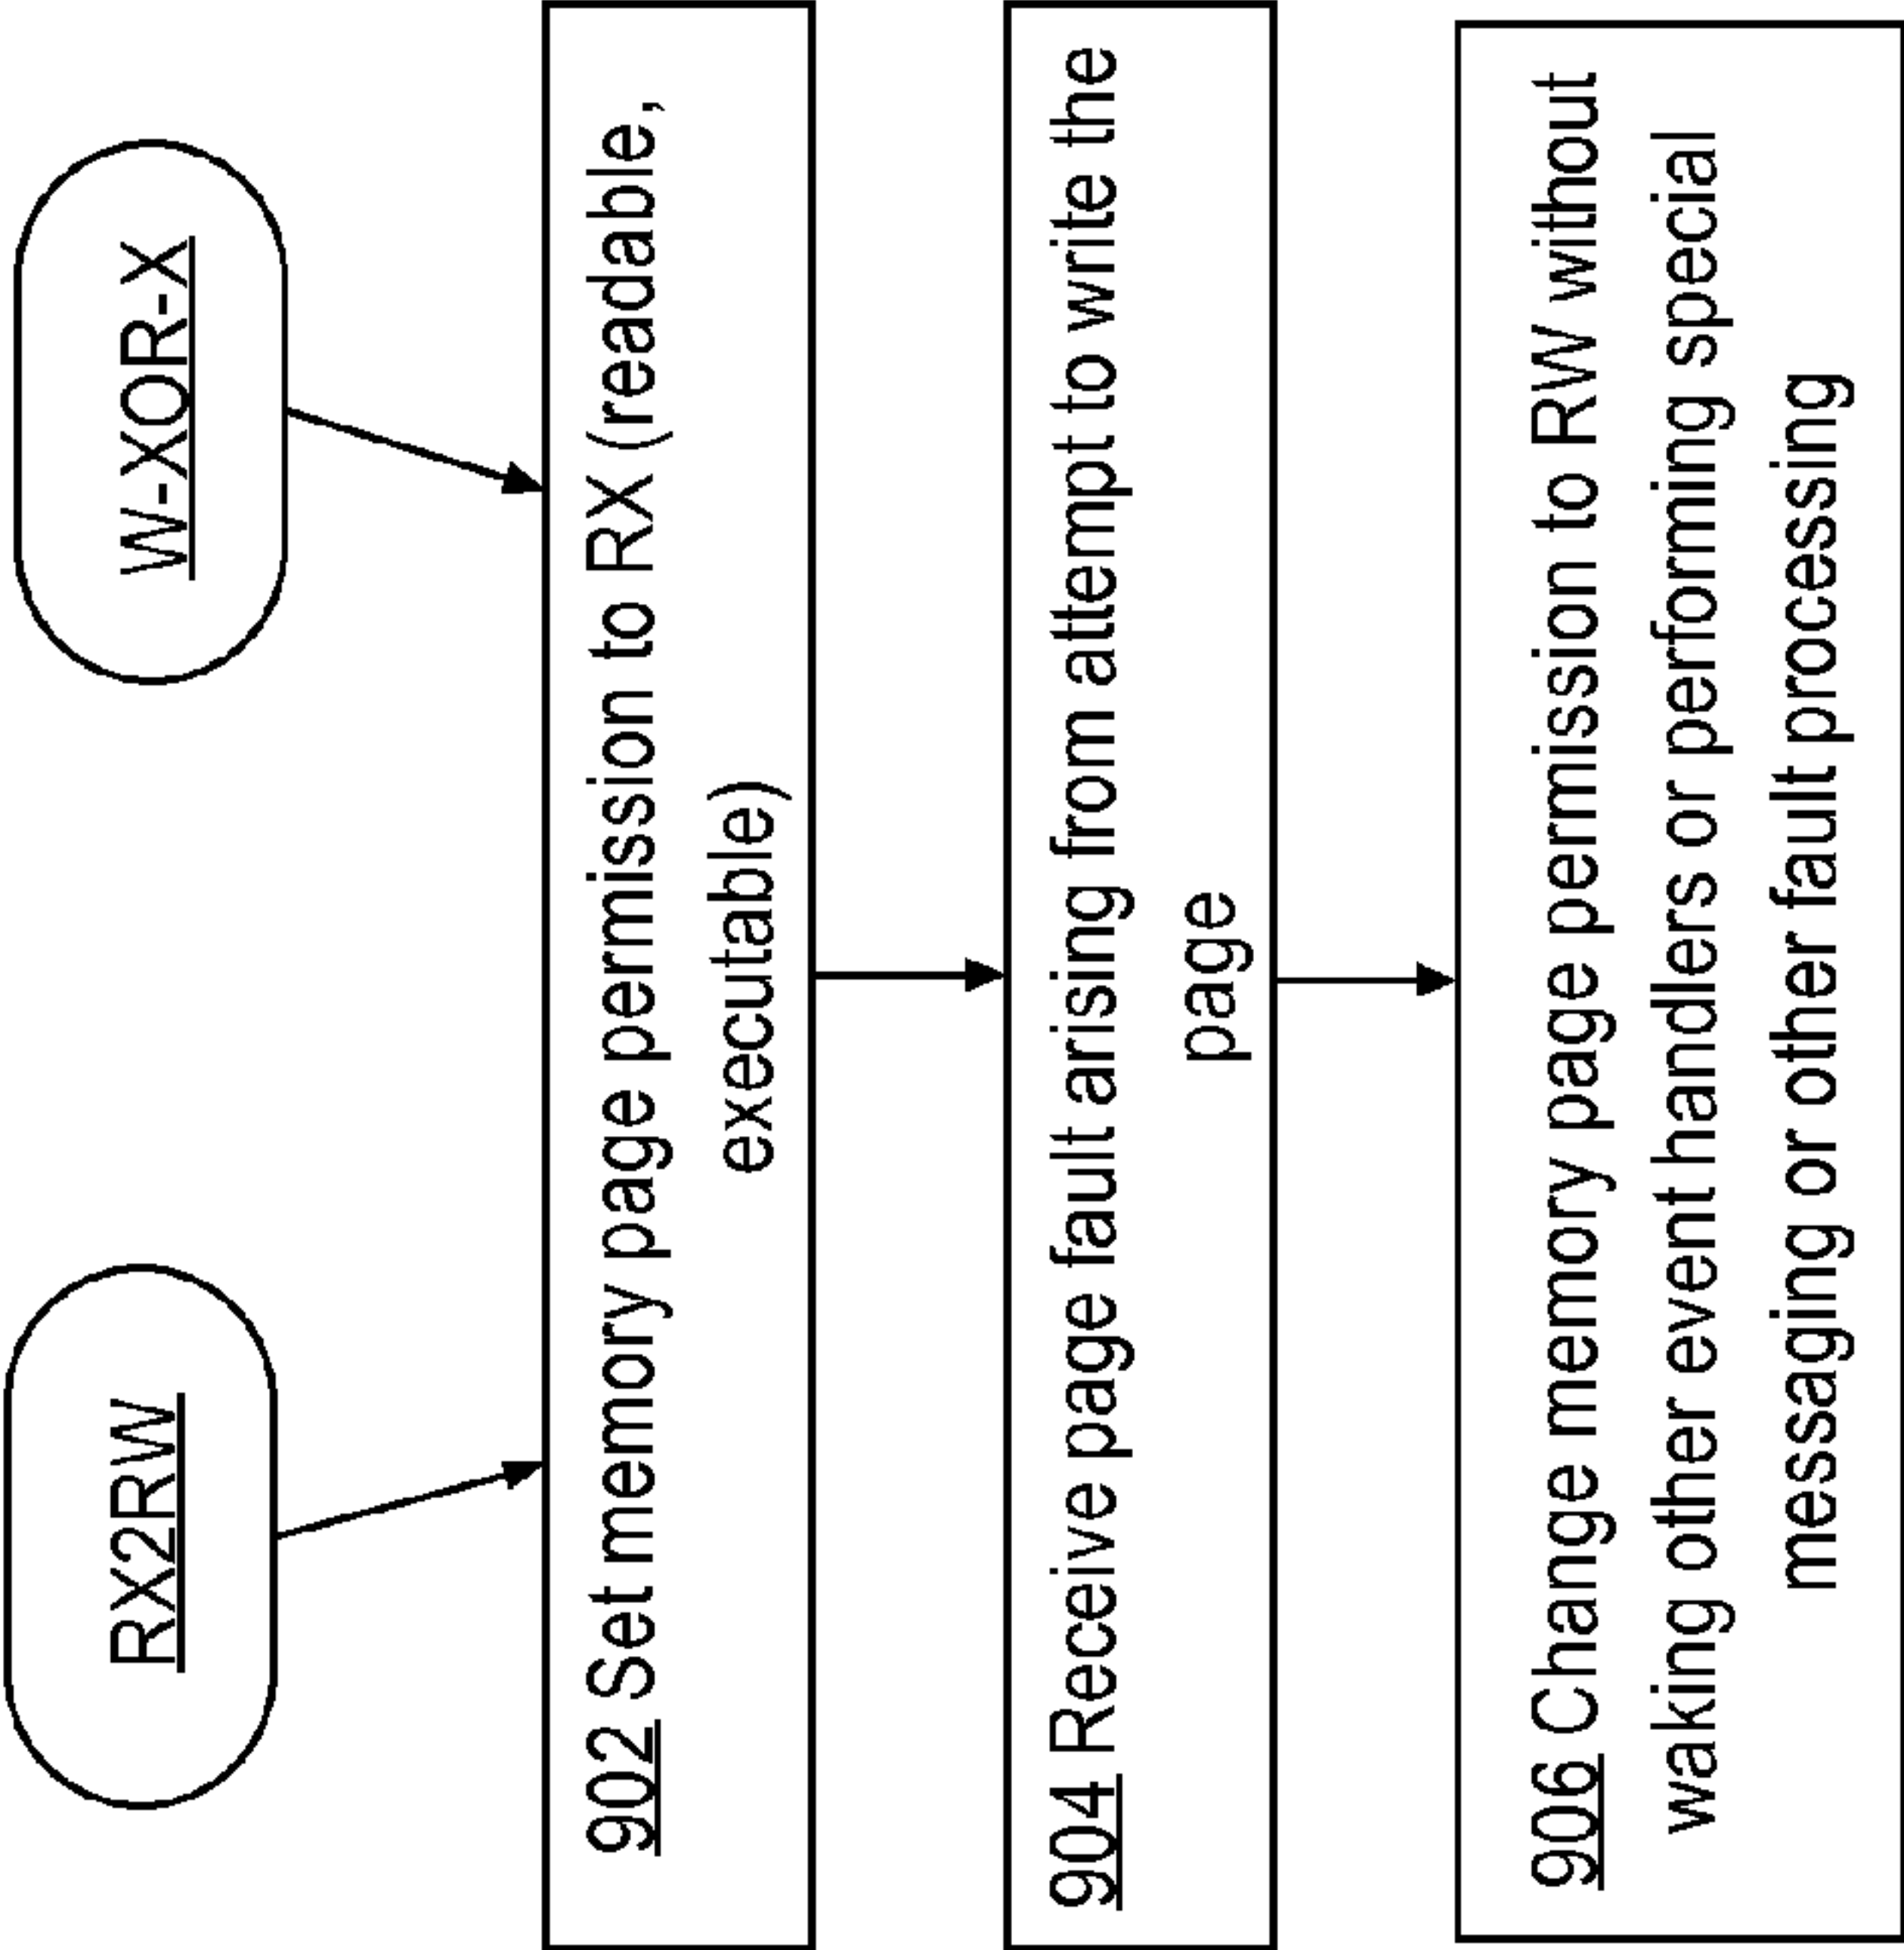 RX2RW
W-XOR-X
902 Set memory page permission to RX (readable,
executable)
904 Receive page fault arising from attempt to write the
page
906 Change memory page permission to RW without
waking other event handlers or performing special
messaging or other fault processing